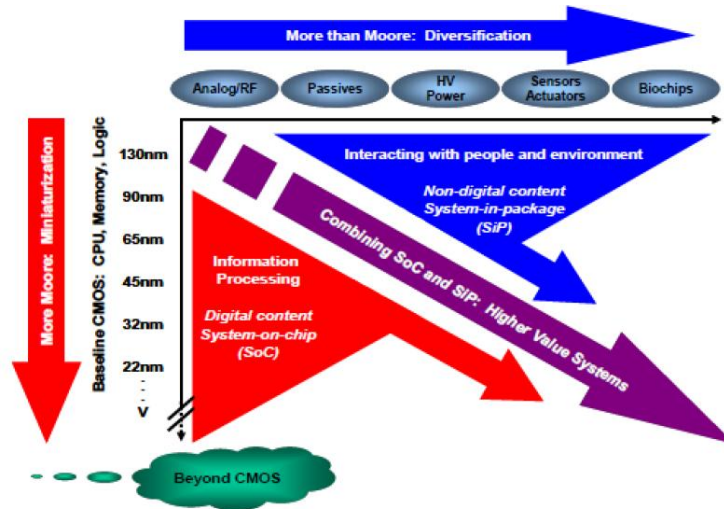 More than Moore: Diversification
Analog/RF
Passives
HV
Power
Sensors
Actuators
Biochips
More Moore: Miniaturization
Baseline CMOS: CPU, Memory, Logic
130nm
90nm
65nm
45nm
32nm
22nm
.
.
.
V
Interacting with people and environment
Non-digital content
System-in-package
(SiP)
Combining SoC and SiP: Higher Value Systems
Information
Processing
Digital content
System-on-chip
(SoC)
Beyond CMOS